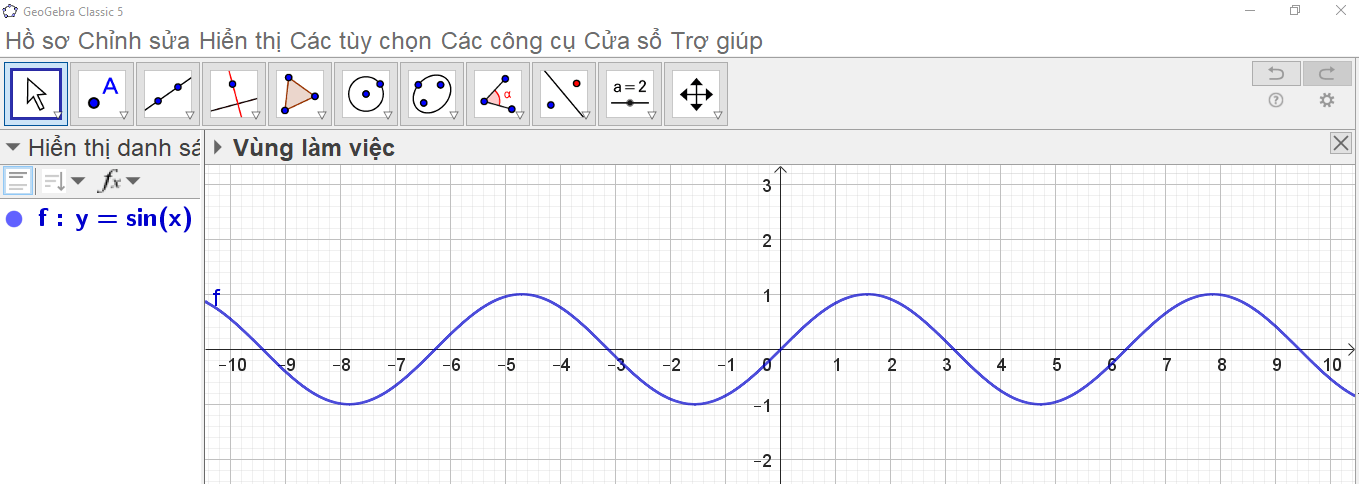 GeoGebra Classic 5
Hồ sơ Chỉnh sửa Hiển thị Các tùy chọn Các công cụ Cửa sổ Trợ giúp
A α a = 2
Hiển thị danh sá
Vùng làm việc
fx
f : y = sin(x)
f
3
2
1
−10 −9 −8 −7 −6 −5 −4 −3 −2 −1 0 1 2 3 4 5 6 7 8 9 10
−1
−2